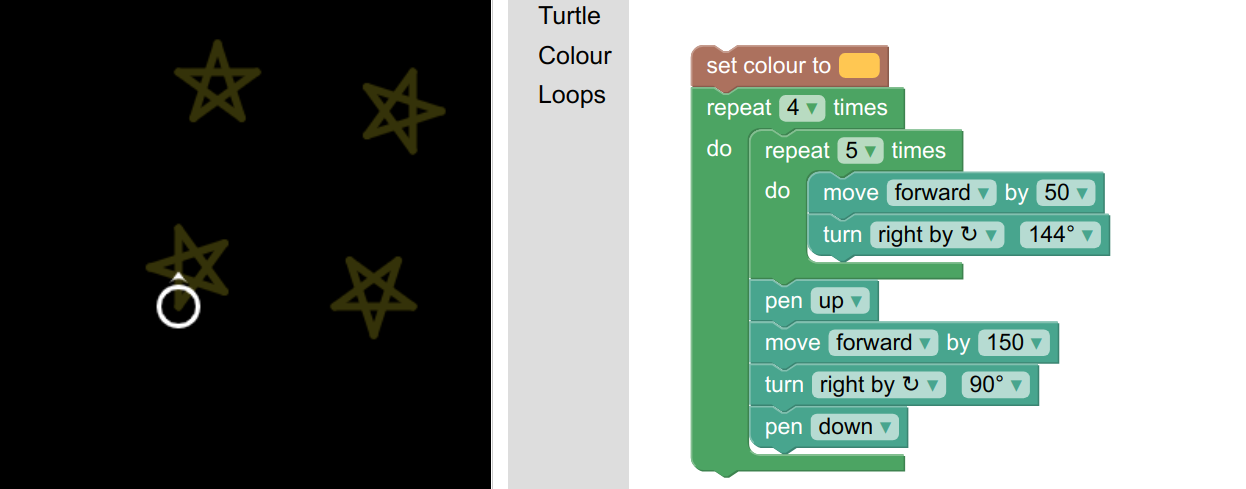 Turtle
Colour
Loops
set colour to
repeat 4 ▼ times
do
repeat 5 ▼ times
do
move forward ▼ by 50 ▼
turn right by ↻ ▼ 144° ▼
pen up ▼
move forward ▼ by 150 ▼
turn right by ↻ ▼ 90° ▼
pen down ▼